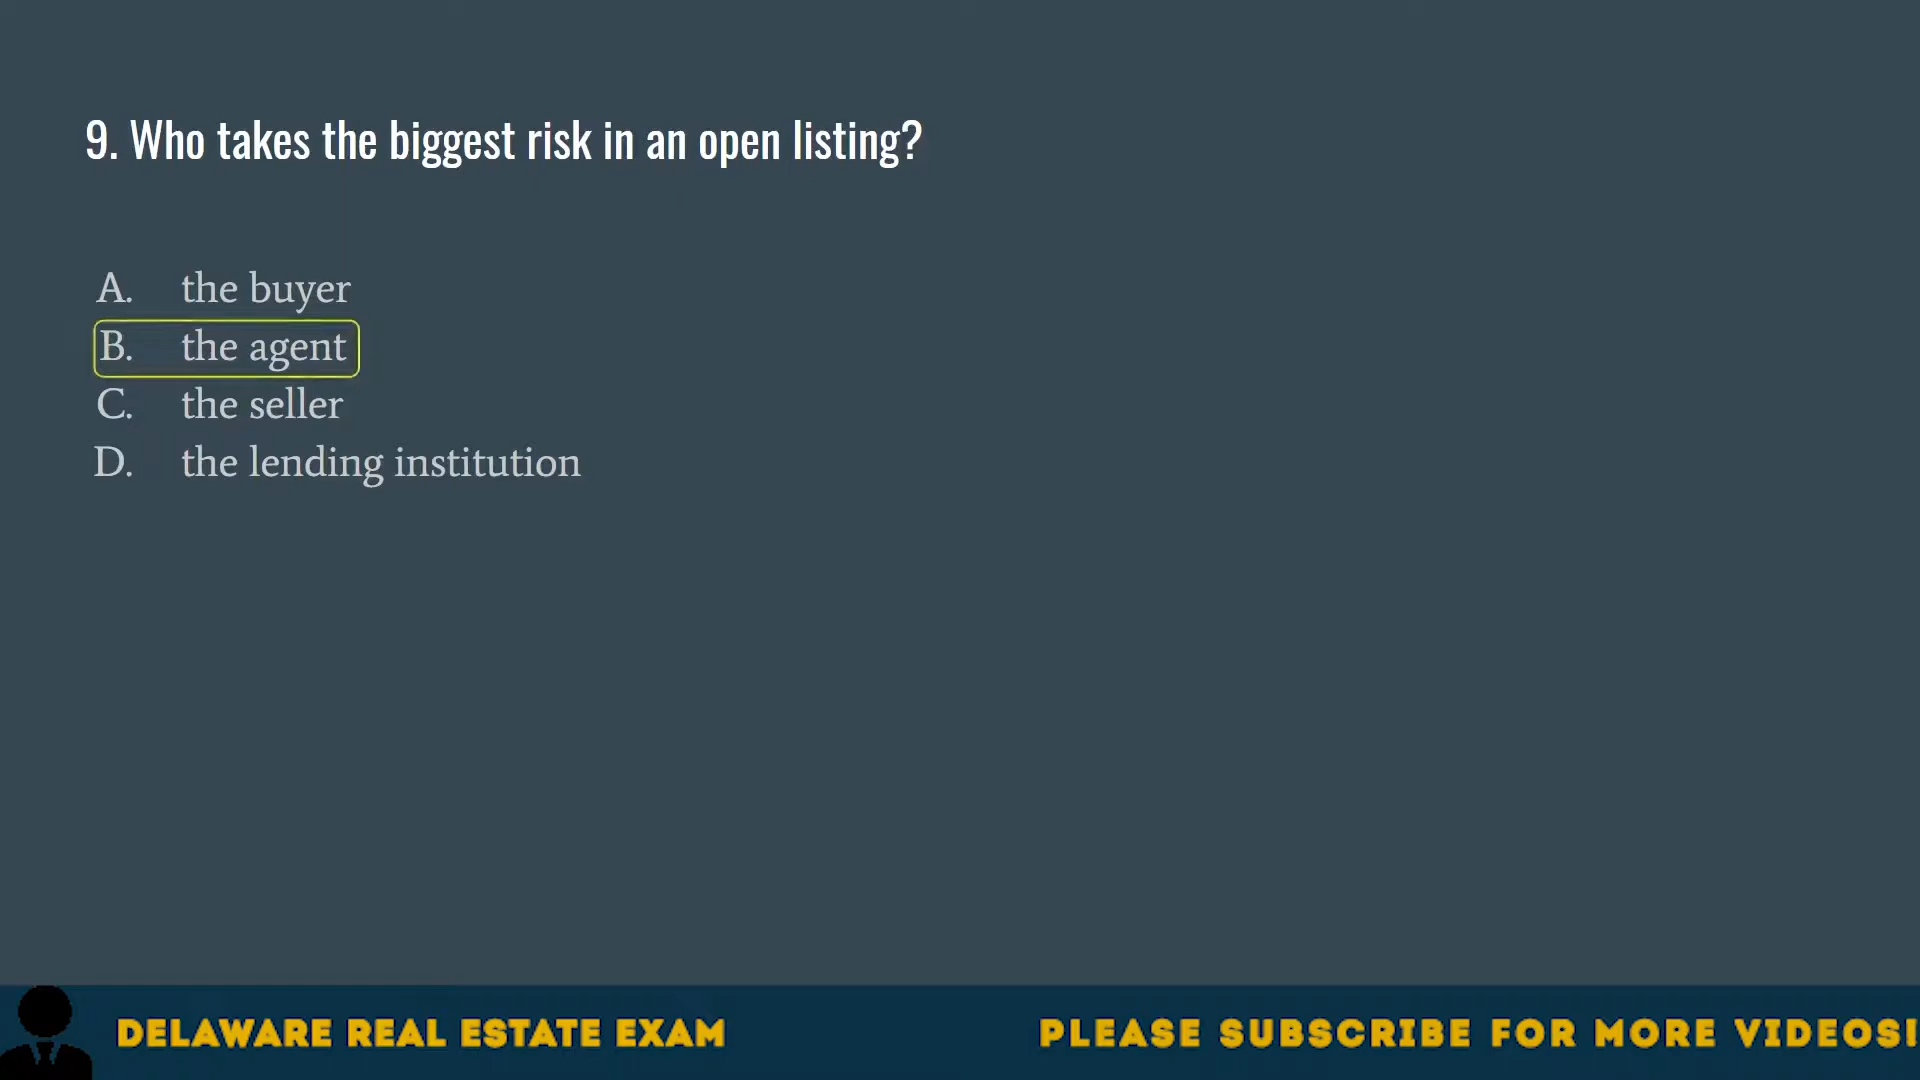 9. Who takes the biggest risk in an open listing?
A. the buyer
B. the agent
C. the seller
D. the lending institution
DELAWARE REAL ESTATE EXAM
PLEASE SUBSCRIBE FOR MORE VIDEOS!